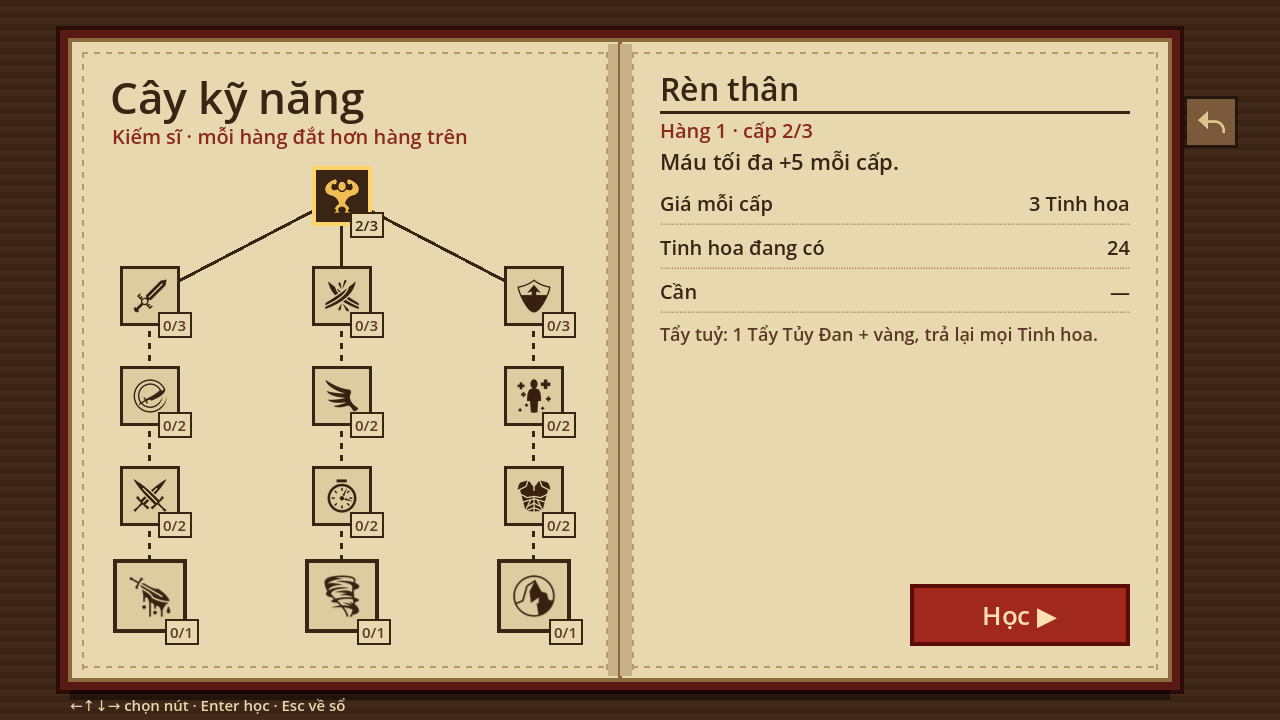 Cây kỹ năng
Kiếm sĩ · mỗi hàng đắt hơn hàng trên
2/3
0/3
0/3
0/3
0/2
0/2
0/2
0/2
0/2
0/2
0/1
0/1
0/1
Rèn thân
Hàng 1 · cấp 2/3
Máu tối đa +5 mỗi cấp.
Giá mỗi cấp 3 Tinh hoa
Tinh hoa đang có 24
Cần —
Tẩy tuỷ: 1 Tẩy Tủy Đan + vàng, trả lại mọi Tinh hoa.
Học ▶
←↑↓→ chọn nút · Enter học · Esc về sổ